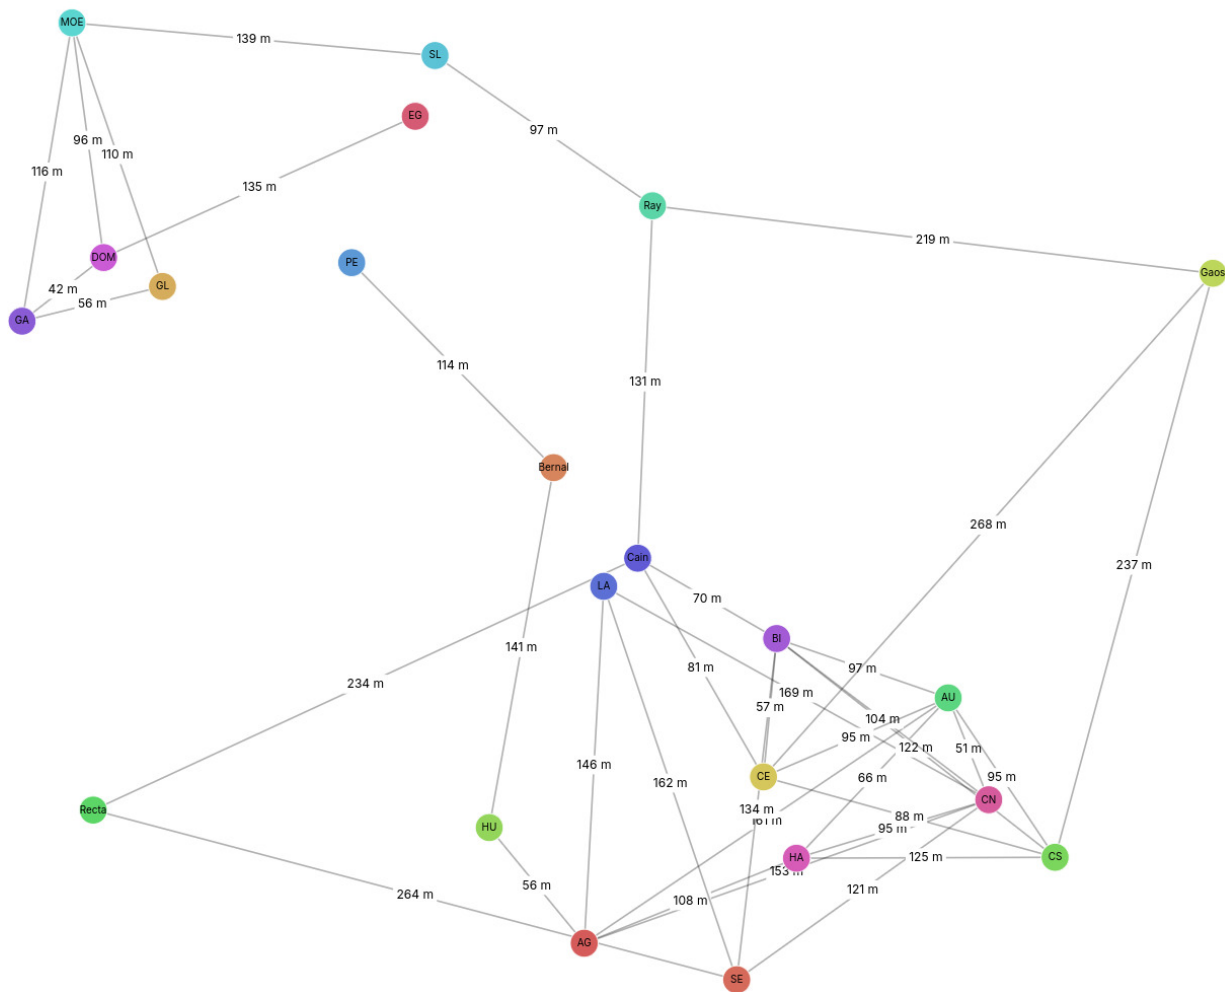 MOE
139 m
SL
EG
97 m
96 m
110 m
116 m
135 m
Ray
219 m
DOM
PE
Gaos
GL
42 m
56 m
GA
114 m
131 m
Bernal
268 m
Cain
237 m
LA
70 m
BI
141 m
81 m
97 m
234 m
169 m
AU
57 m
104 m
95 m
122 m
51 m
146 m
CE
66 m
95 m
162 m
CN
Recta
134 m
88 m
HU
95 m
HA
125 m
CS
153 m
56 m
121 m
264 m
108 m
AG
SE